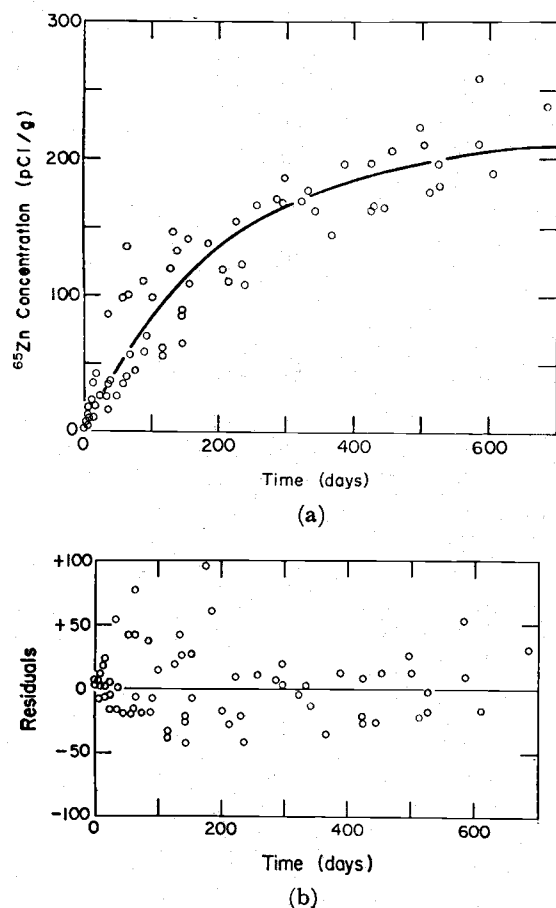 300
200
100
0
⁶⁵Zn Concentration (pCi/g)
0 200 400 600
Time (days)
(a)
+100
+50
0
-50
-100
Residuals
0 200 400 600
Time (days)
(b)